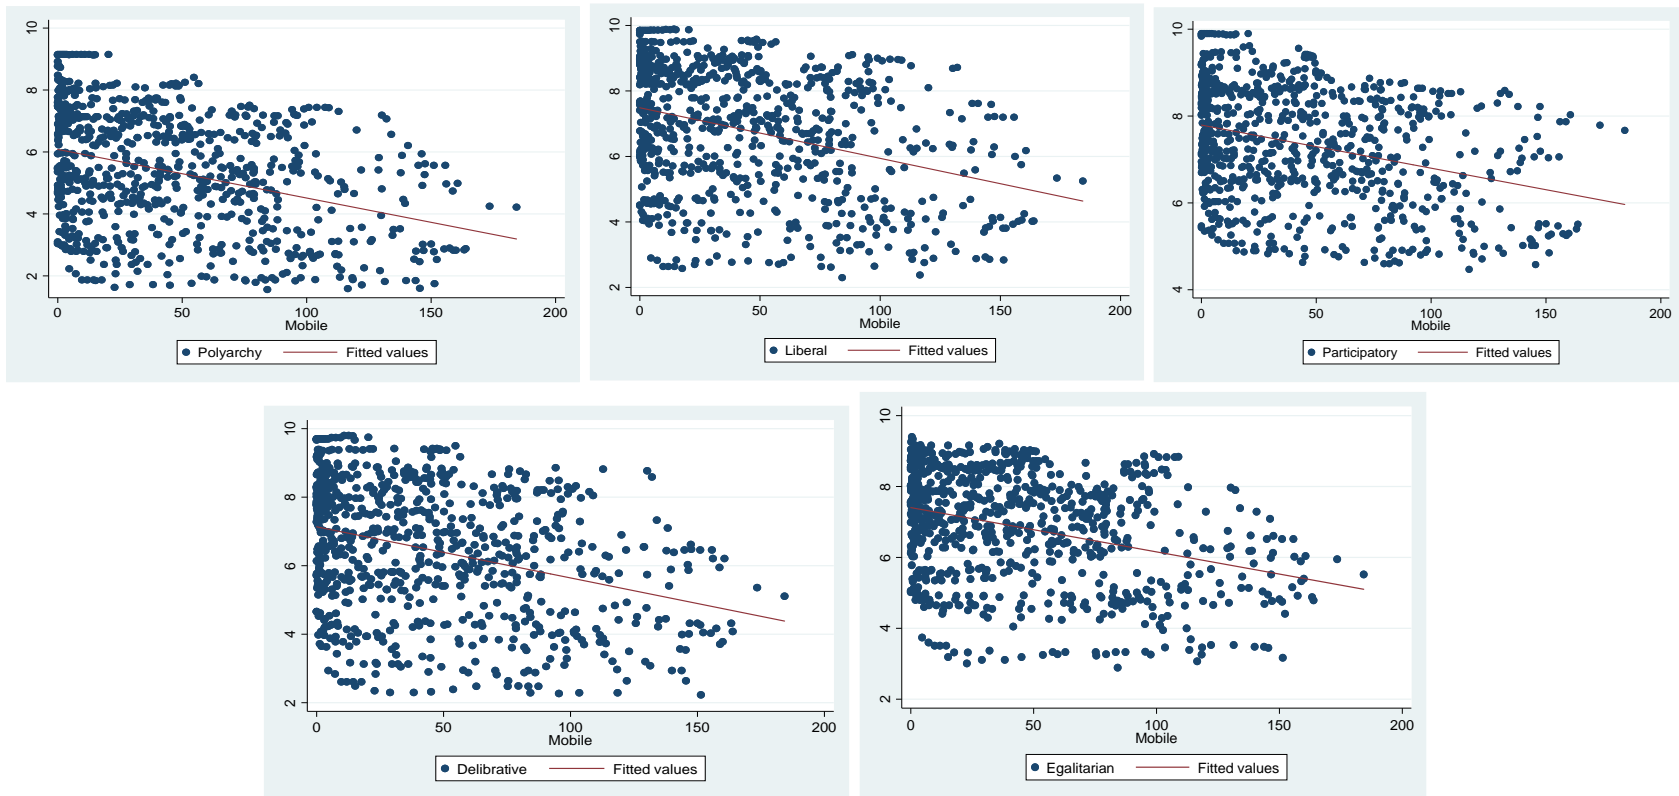 10
8
6
4
2
0 50 100 150 200
Mobile
Polyarchy Fitted values
10
8
6
4
2
0 50 100 150 200
Mobile
Liberal Fitted values
10
8
6
4
0 50 100 150 200
Mobile
Participatory Fitted values
10
8
6
4
2
0 50 100 150 200
Mobile
Delibrative Fitted values
10
8
6
4
2
0 50 100 150 200
Mobile
Egalitarian Fitted values